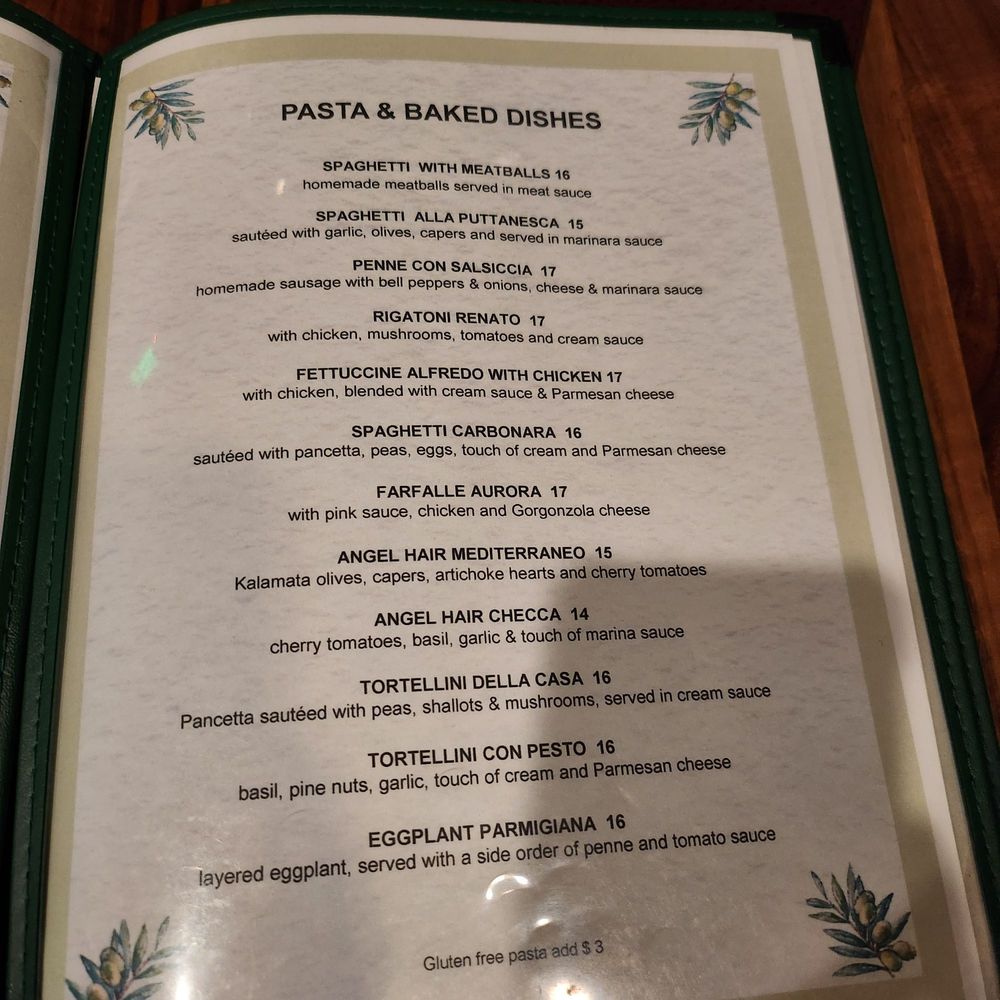 PASTA & BAKED DISHES
SPAGHETTI WITH MEATBALLS 16
homemade meatballs served in meat sauce
SPAGHETTI ALLA PUTTANESCA 15
sautéed with garlic, olives, capers and served in marinara sauce
PENNE CON SALSICCIA 17
homemade sausage with bell peppers & onions, cheese & marinara sauce
RIGATONI RENATO 17
with chicken, mushrooms, tomatoes and cream sauce
FETTUCCINE ALFREDO WITH CHICKEN 17
with chicken, blended with cream sauce & Parmesan cheese
SPAGHETTI CARBONARA 16
sautéed with pancetta, peas, eggs, touch of cream and Parmesan cheese
FARFALLE AURORA 17
with pink sauce, chicken and Gorgonzola cheese
ANGEL HAIR MEDITERRANEO 15
Kalamata olives, capers, artichoke hearts and cherry tomatoes
ANGEL HAIR CHECCA 14
cherry tomatoes, basil, garlic & touch of marina sauce
TORTELLINI DELLA CASA 16
Pancetta sautéed with peas, shallots & mushrooms, served in cream sauce
TORTELLINI CON PESTO 16
basil, pine nuts, garlic, touch of cream and Parmesan cheese
EGGPLANT PARMIGIANA 16
layered eggplant, served with a side order of penne and tomato sauce
Gluten free pasta add $ 3